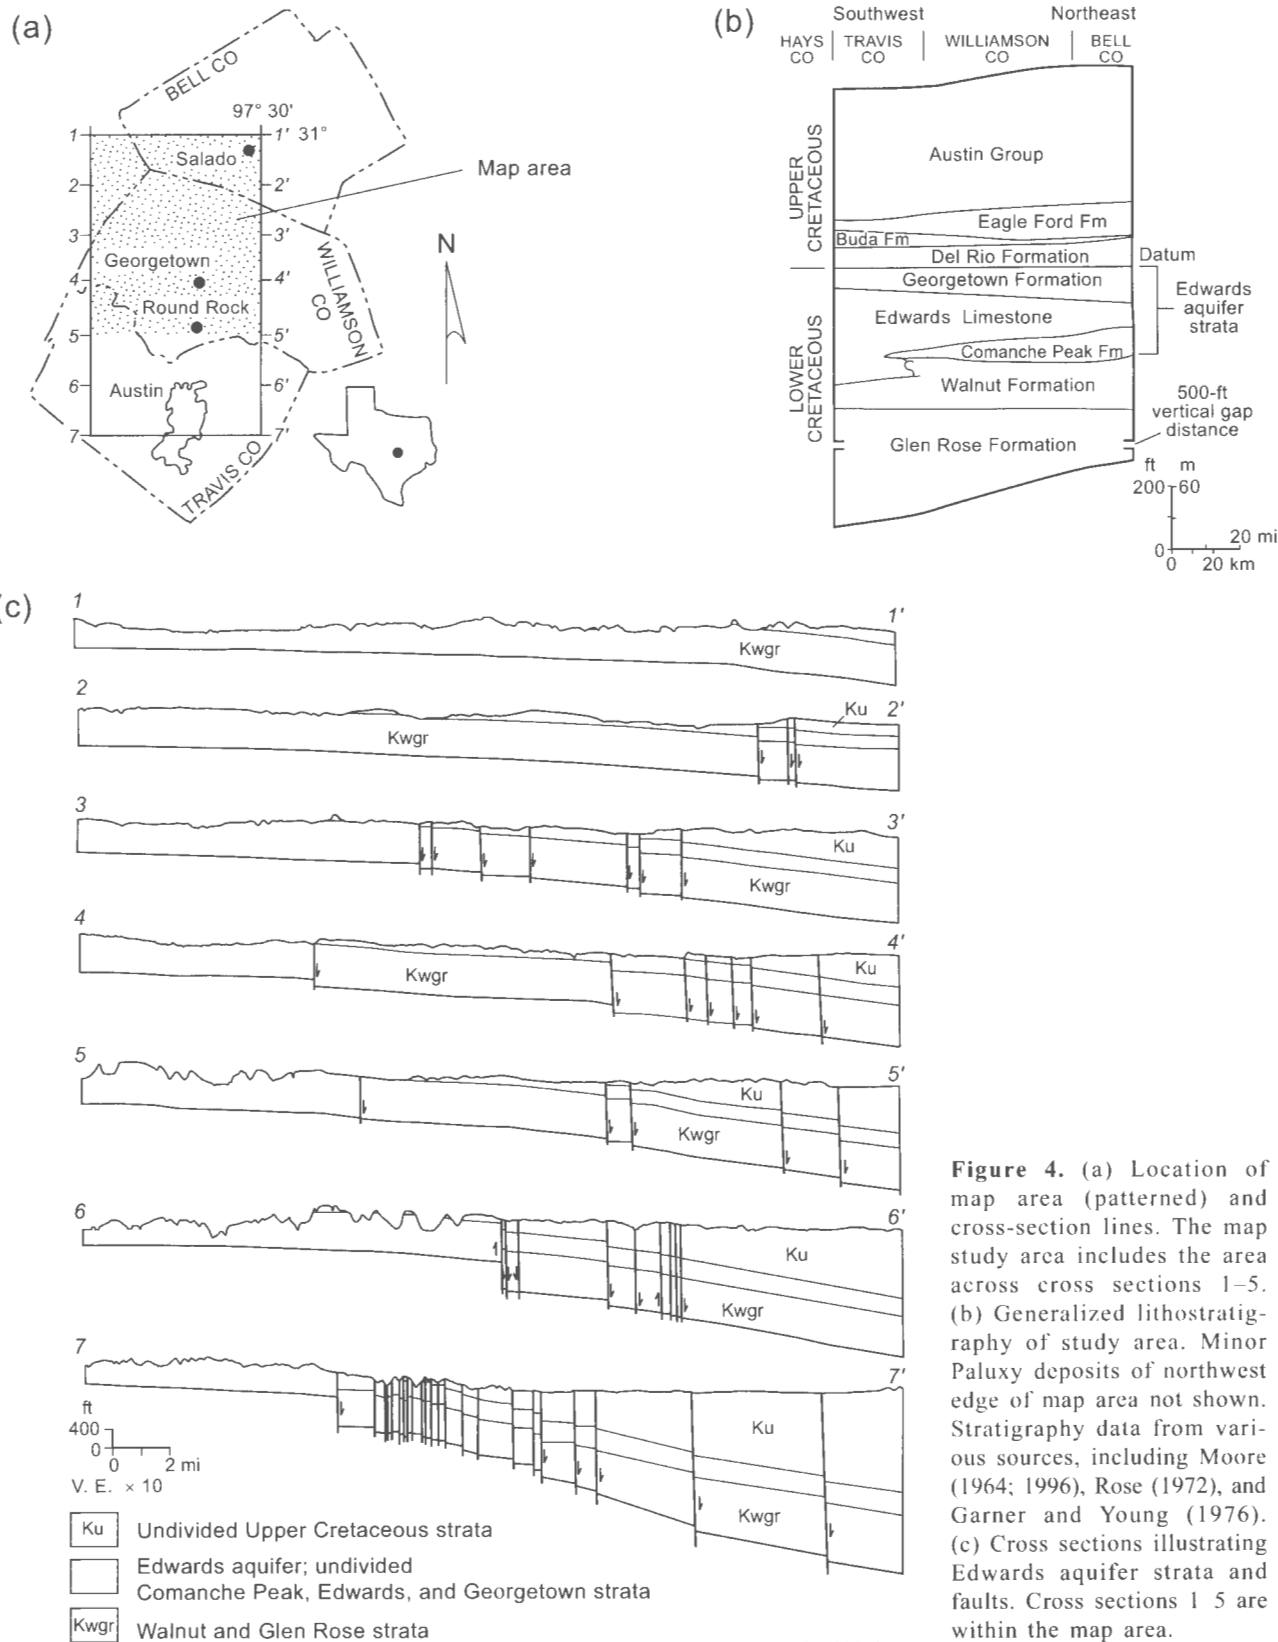 (a)
BELL CO
97° 30'
1
1' 31°
Salado
2
2'
Map area
3
3'
Georgetown
4
4'
Round Rock
5
5'
WILLIAMSON
CO
N
Austin
6
6'
7
7'
TRAVIS CO
(b)
Southwest
Northeast
HAYS
CO
TRAVIS
CO
WILLIAMSON
CO
BELL
CO
UPPER
CRETACEOUS
LOWER
CRETACEOUS
Austin Group
Eagle Ford Fm
Buda Fm
Del Rio Formation
Datum
Georgetown Formation
Edwards
aquifer
strata
Edwards Limestone
Comanche Peak Fm
Walnut Formation
500-ft
vertical gap
distance
Glen Rose Formation
ft m
200 60
0
20 mi
0 20 km
(c)
1
1'
Kwgr
2
2'
Ku
Kwgr
3
3'
Ku
Kwgr
4
4'
Ku
Kwgr
5
5'
Ku
Kwgr
6
6'
Ku
Kwgr
7
7'
Ku
Kwgr
ft
400
0
0 2 mi
V. E. × 10
Ku Undivided Upper Cretaceous strata
Edwards aquifer; undivided
Comanche Peak, Edwards, and Georgetown strata
Kwgr Walnut and Glen Rose strata
Figure 4. (a) Location of
map area (patterned) and
cross-section lines. The map
study area includes the area
across cross sections 1–5.
(b) Generalized lithostratig-
raphy of study area. Minor
Paluxy deposits of northwest
edge of map area not shown.
Stratigraphy data from vari-
ous sources, including Moore
(1964; 1996), Rose (1972), and
Garner and Young (1976).
(c) Cross sections illustrating
Edwards aquifer strata and
faults. Cross sections 1 5 are
within the map area.